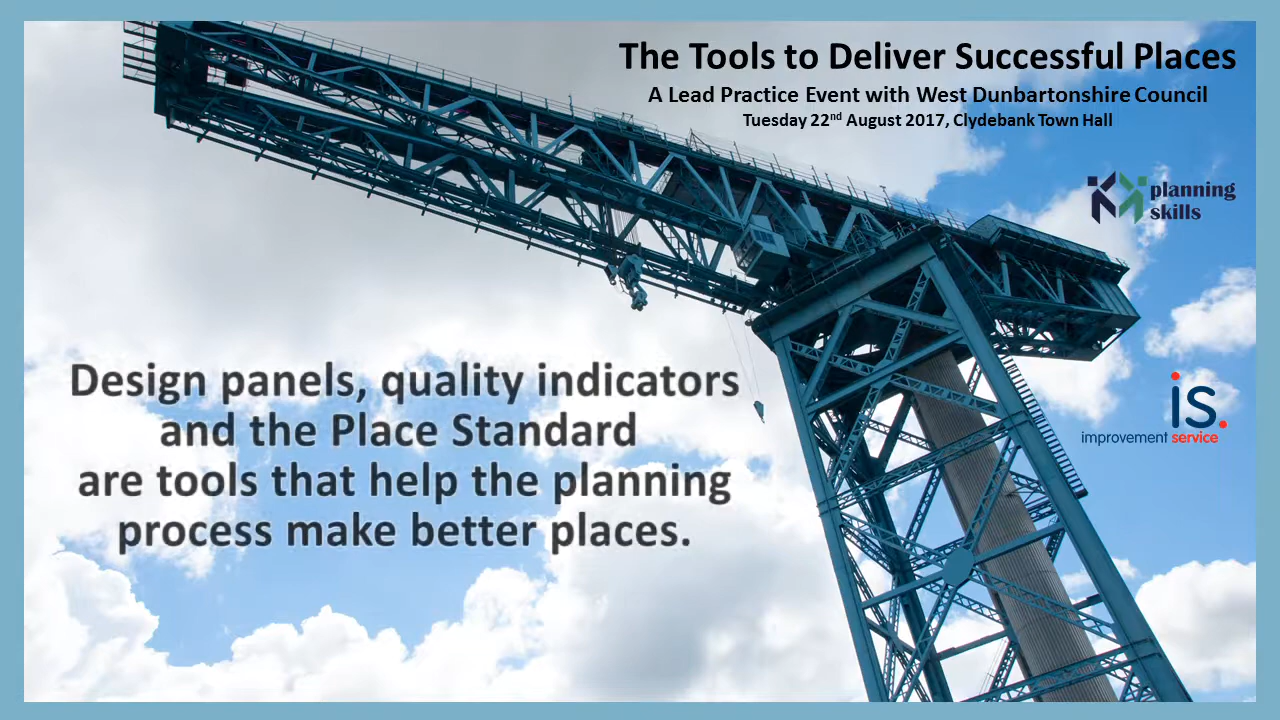 The Tools to Deliver Successful Places
A Lead Practice Event with West Dunbartonshire Council
Tuesday 22nd August 2017, Clydebank Town Hall
planning
skills
Design panels, quality indicators
and the Place Standard
are tools that help the planning
process make better places.
is.
improvement service